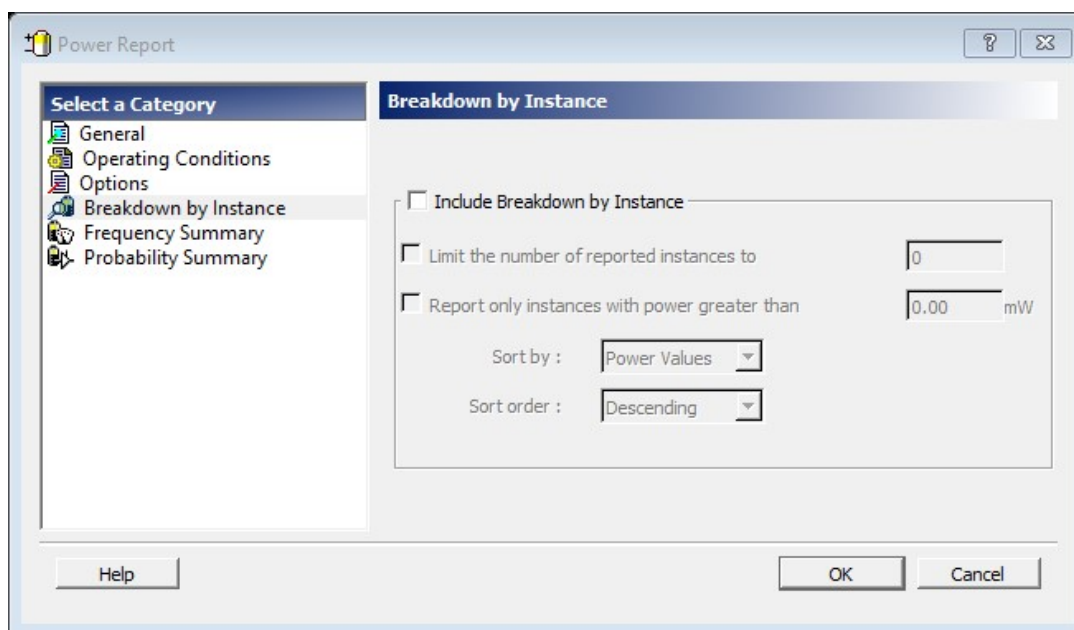 Power Report
Select a Category
General
Operating Conditions
Options
Breakdown by Instance
Frequency Summary
Probability Summary
Breakdown by Instance
Include Breakdown by Instance
Limit the number of reported instances to 0
Report only instances with power greater than 0.00 mW
Sort by : Power Values
Sort order : Descending
Help OK Cancel